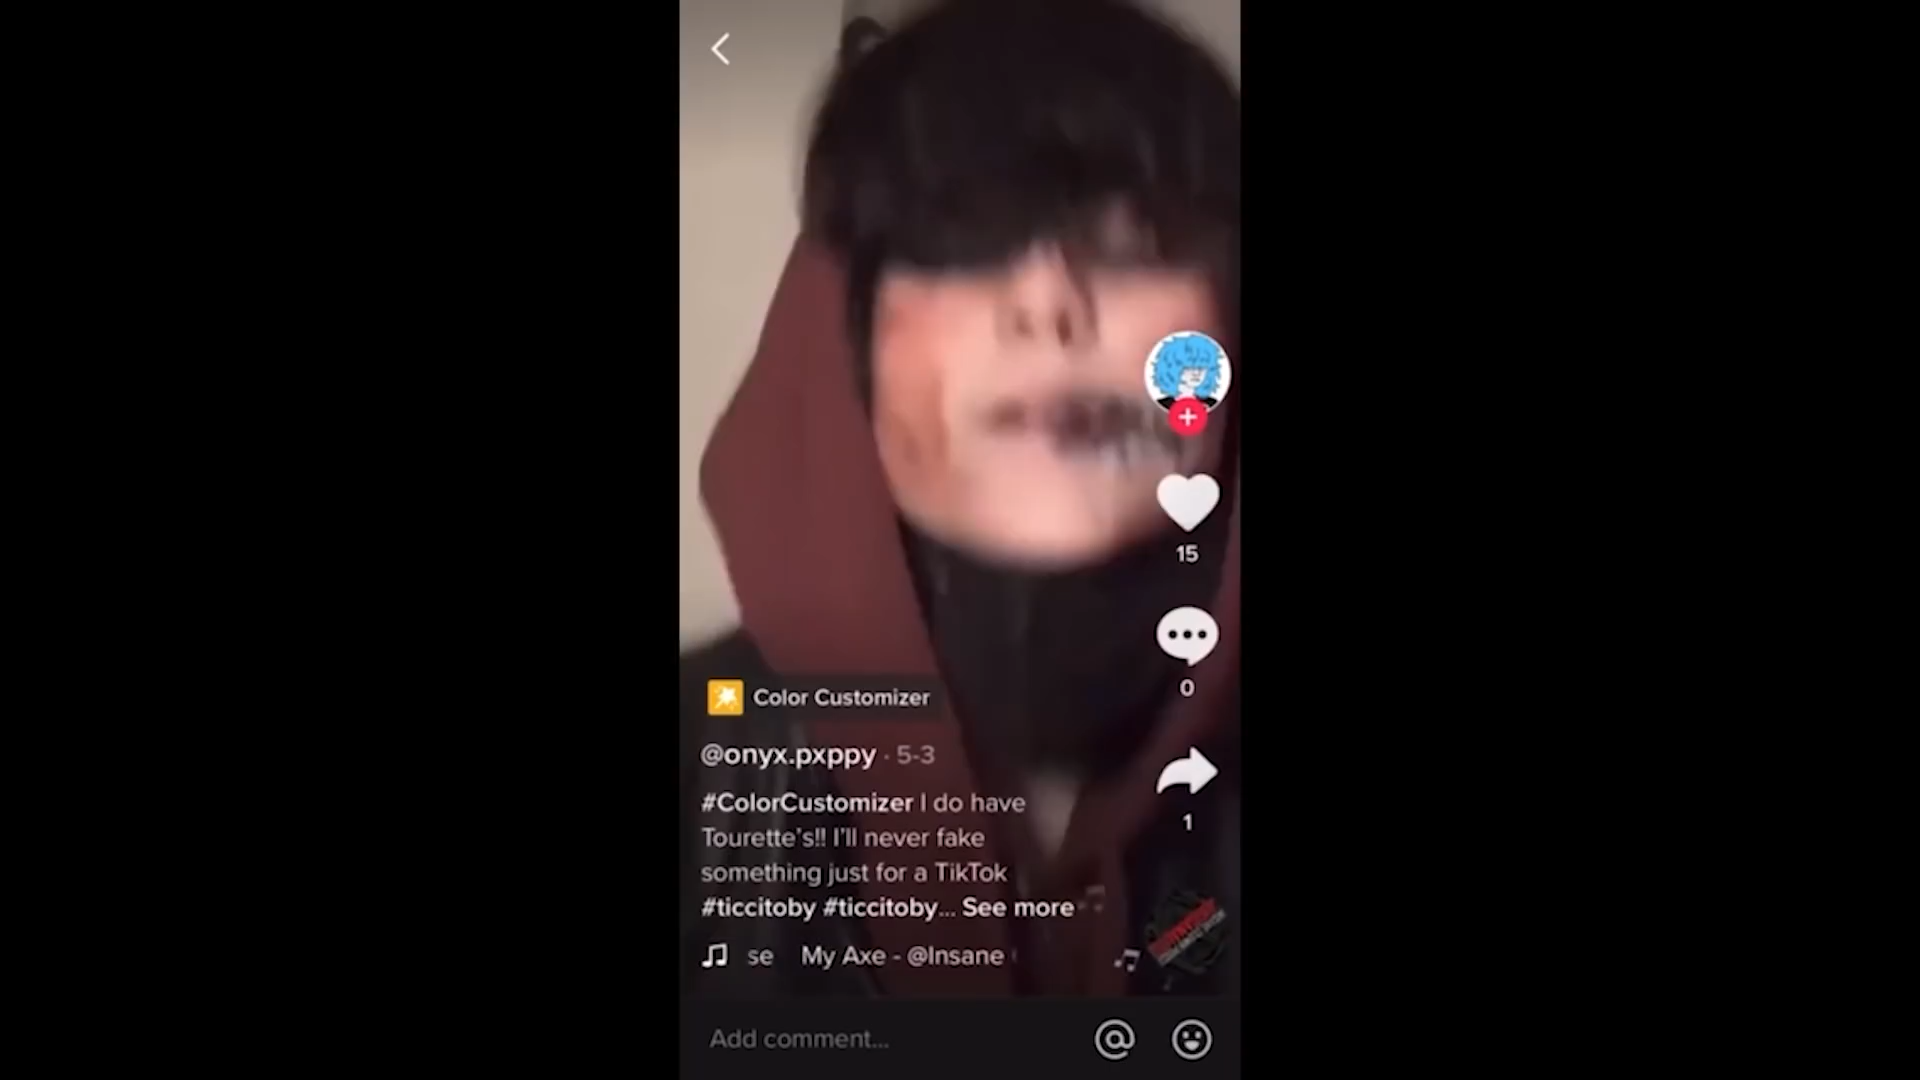 15
0
1
Color Customizer
@onyx.pxppy · 5-3
#ColorCustomizer I do have
Tourette's!! I'll never fake
something just for a TikTok
#ticcitoby #ticcitoby... See more
se My Axe - @Insane
Add comment...